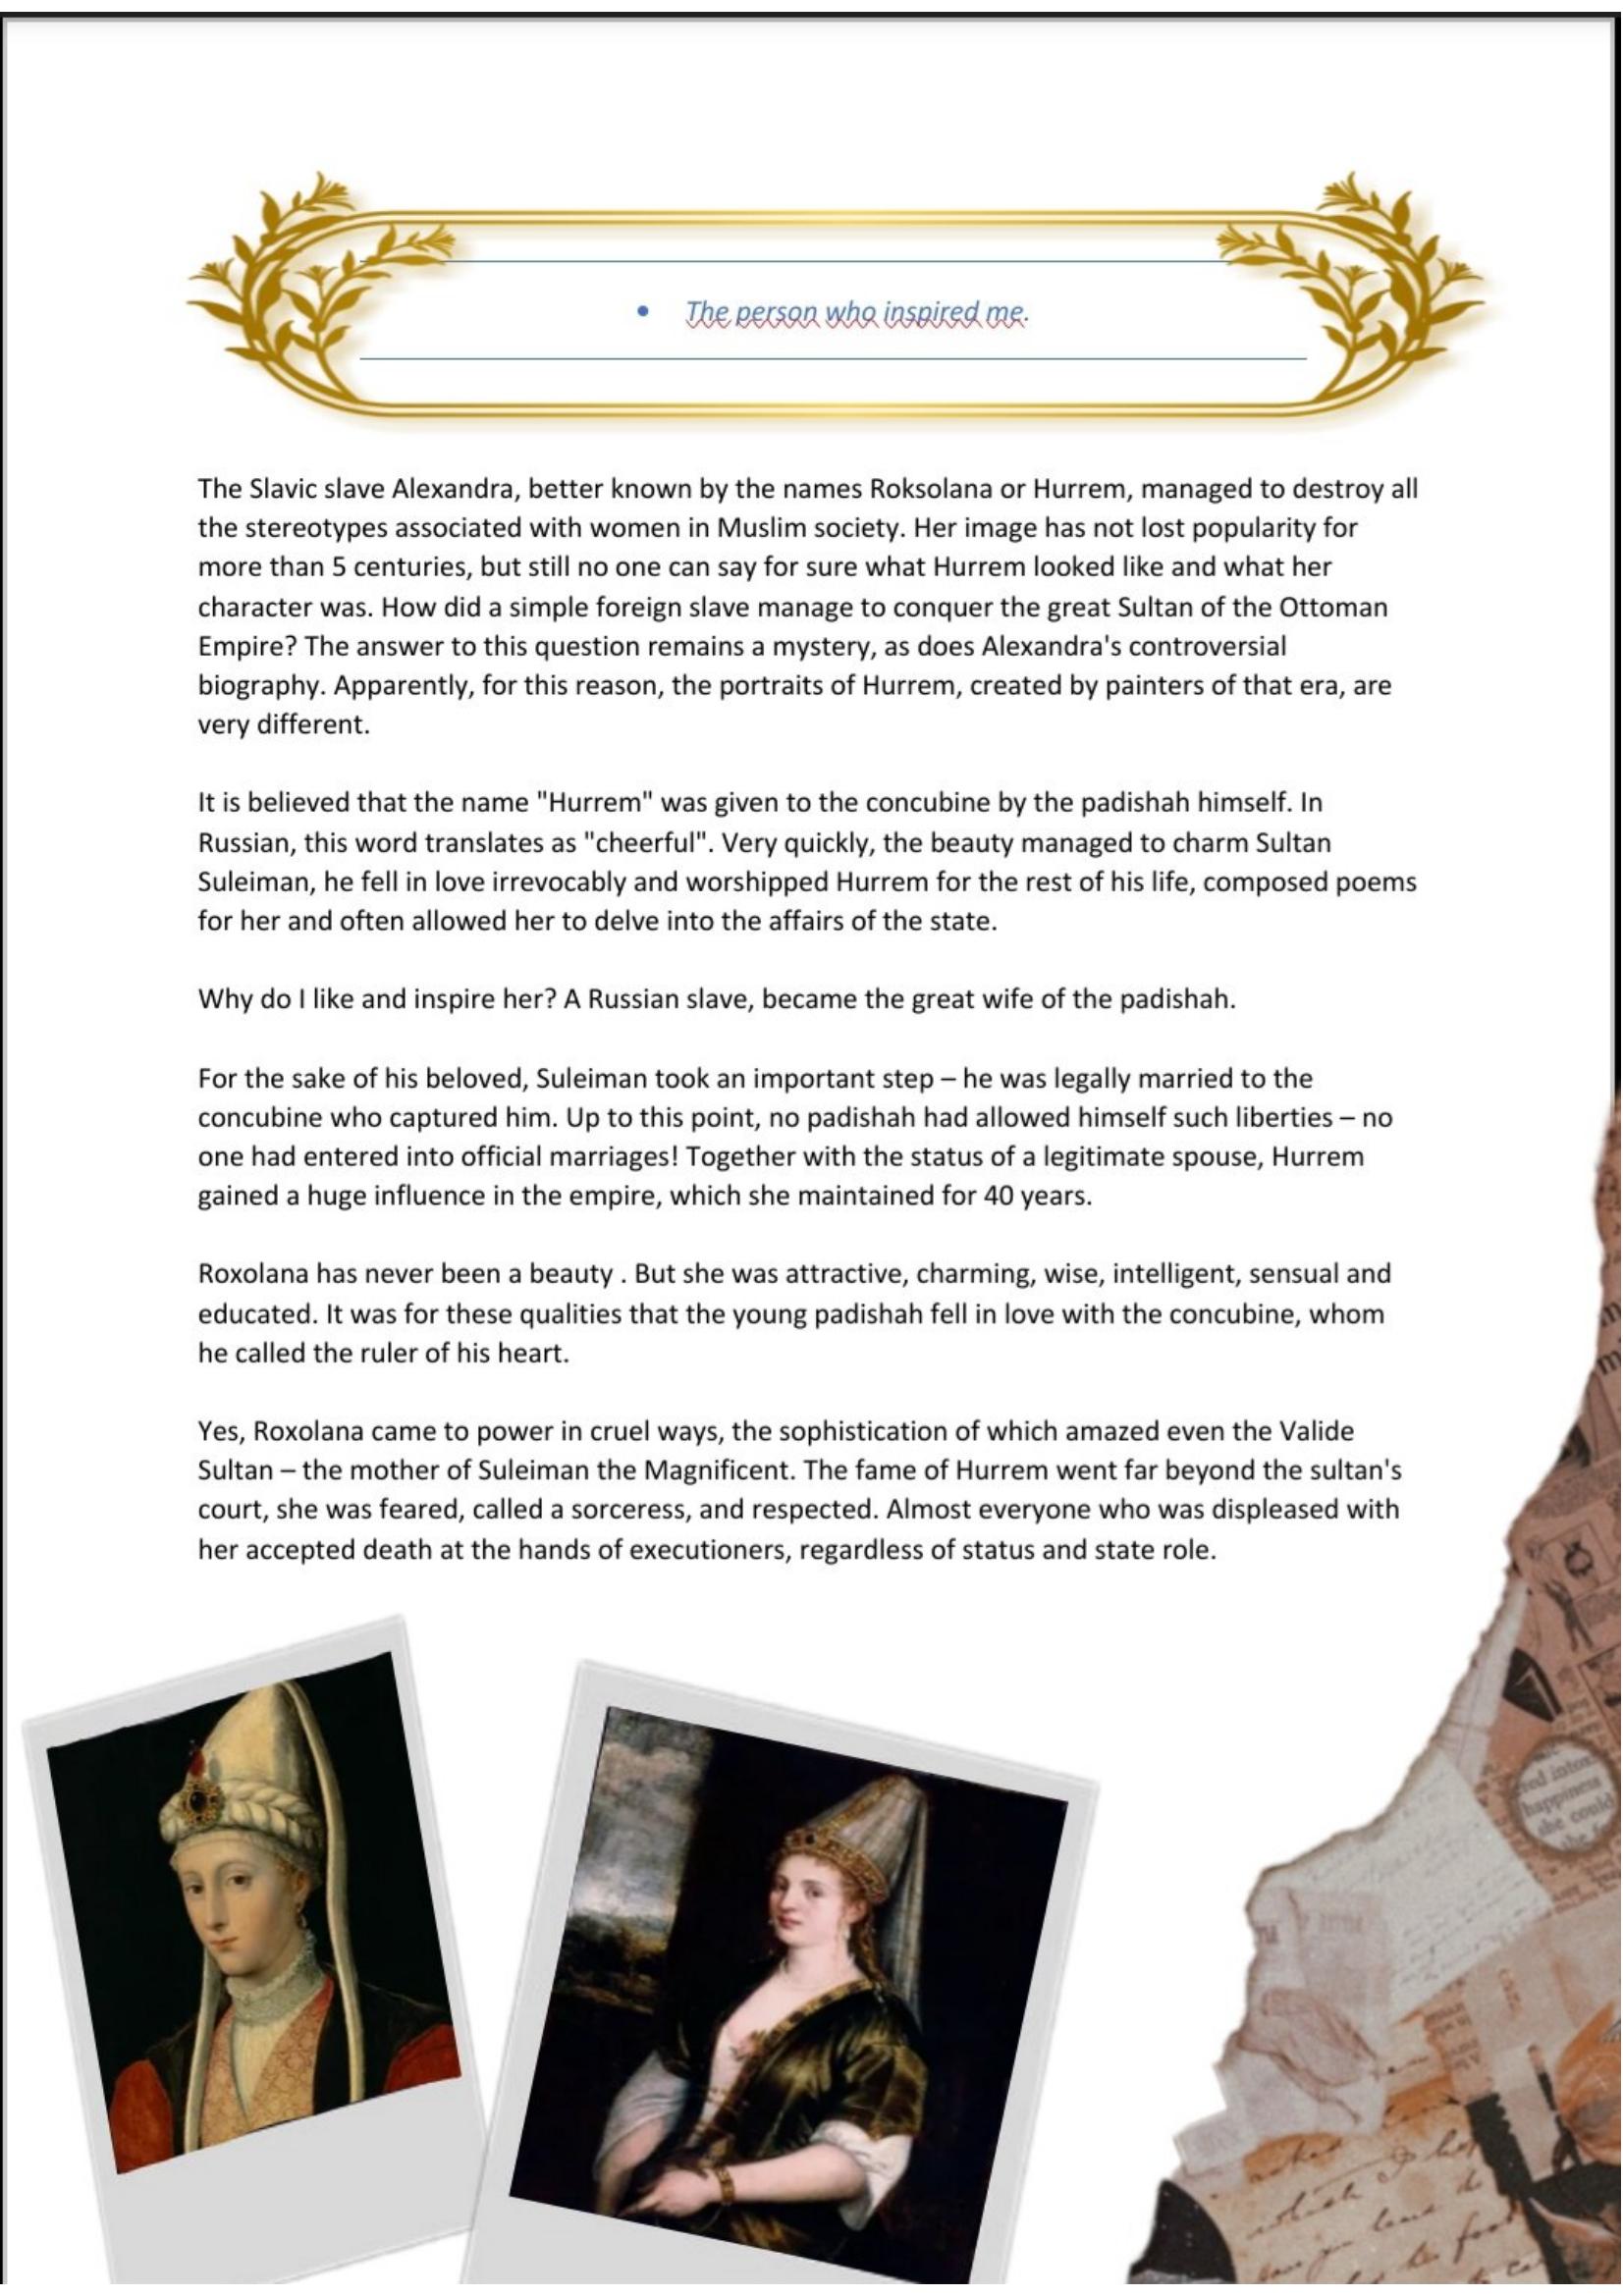 • The person who inspired me.
The Slavic slave Alexandra, better known by the names Roksolana or Hurrem, managed to destroy all
the stereotypes associated with women in Muslim society. Her image has not lost popularity for
more than 5 centuries, but still no one can say for sure what Hurrem looked like and what her
character was. How did a simple foreign slave manage to conquer the great Sultan of the Ottoman
Empire? The answer to this question remains a mystery, as does Alexandra's controversial
biography. Apparently, for this reason, the portraits of Hurrem, created by painters of that era, are
very different.
It is believed that the name "Hurrem" was given to the concubine by the padishah himself. In
Russian, this word translates as "cheerful". Very quickly, the beauty managed to charm Sultan
Suleiman, he fell in love irrevocably and worshipped Hurrem for the rest of his life, composed poems
for her and often allowed her to delve into the affairs of the state.
Why do I like and inspire her? A Russian slave, became the great wife of the padishah.
For the sake of his beloved, Suleiman took an important step – he was legally married to the
concubine who captured him. Up to this point, no padishah had allowed himself such liberties – no
one had entered into official marriages! Together with the status of a legitimate spouse, Hurrem
gained a huge influence in the empire, which she maintained for 40 years.
Roxolana has never been a beauty . But she was attractive, charming, wise, intelligent, sensual and
educated. It was for these qualities that the young padishah fell in love with the concubine, whom
he called the ruler of his heart.
Yes, Roxolana came to power in cruel ways, the sophistication of which amazed even the Valide
Sultan – the mother of Suleiman the Magnificent. The fame of Hurrem went far beyond the sultan's
court, she was feared, called a sorceress, and respected. Almost everyone who was displeased with
her accepted death at the hands of executioners, regardless of status and state role.
happiness
she could